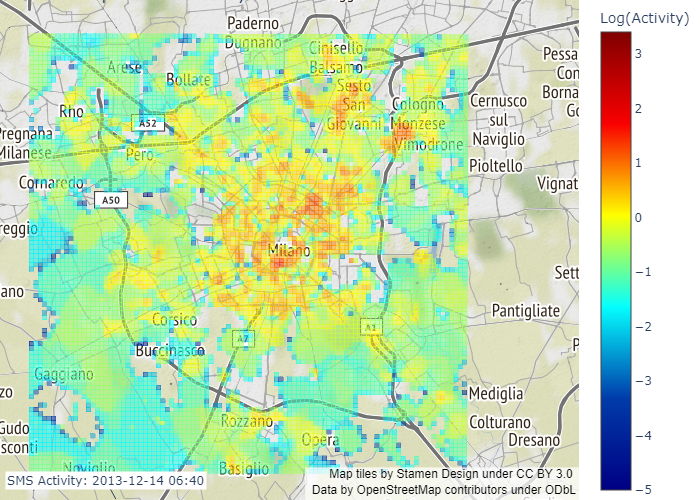 Paderno
Dugnano
Log(Activity)
Cinisello
Balsamo
Arese
Bollate
Sesto
San
Giovanni
Rho
A52
Cologno
Monzese
Cernusco
sul
Naviglio
Pessa
Con
Borna
Go
Pregnana
Milanese
Pero
Vimodrone
Pioltello
Cornaredo
A50
Vignat
reggio
Milano
Sett
ano
Corsico
A7
A1
Pantigliate
Buccinasco
P
Gaggiano
zo
Mediglia
Gudo
sconti
Rozzano
Opera
Colturano
Dresano
Noviglio
Basiglio
SMS Activity: 2013-12-14 06:40
Map tiles by Stamen Design under CC BY 3.0
Data by OpenStreetMap contributors under ODbL
3
2
1
0
−1
−2
−3
−4
−5